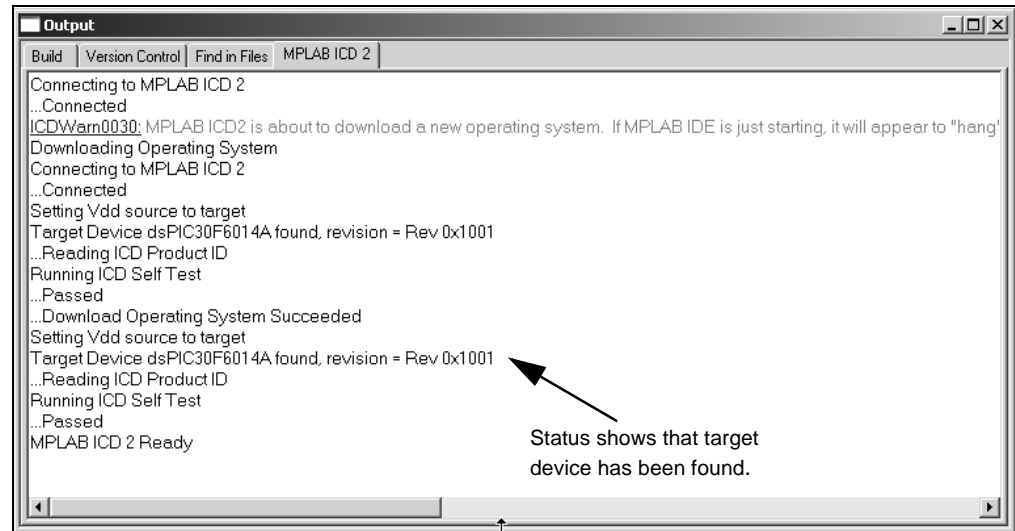 Output
Build Version Control Find in Files MPLAB ICD 2
Connecting to MPLAB ICD 2
...Connected
ICDWarn0030: MPLAB ICD2 is about to download a new operating system. If MPLAB IDE is just starting, it will appear to "hang"
Downloading Operating System
Connecting to MPLAB ICD 2
...Connected
Setting Vdd source to target
Target Device dsPIC30F6014A found, revision = Rev 0x1001
...Reading ICD Product ID
Running ICD Self Test
...Passed
...Download Operating System Succeeded
Setting Vdd source to target
Target Device dsPIC30F6014A found, revision = Rev 0x1001
...Reading ICD Product ID
Running ICD Self Test
...Passed
MPLAB ICD 2 Ready
Status shows that target
device has been found.